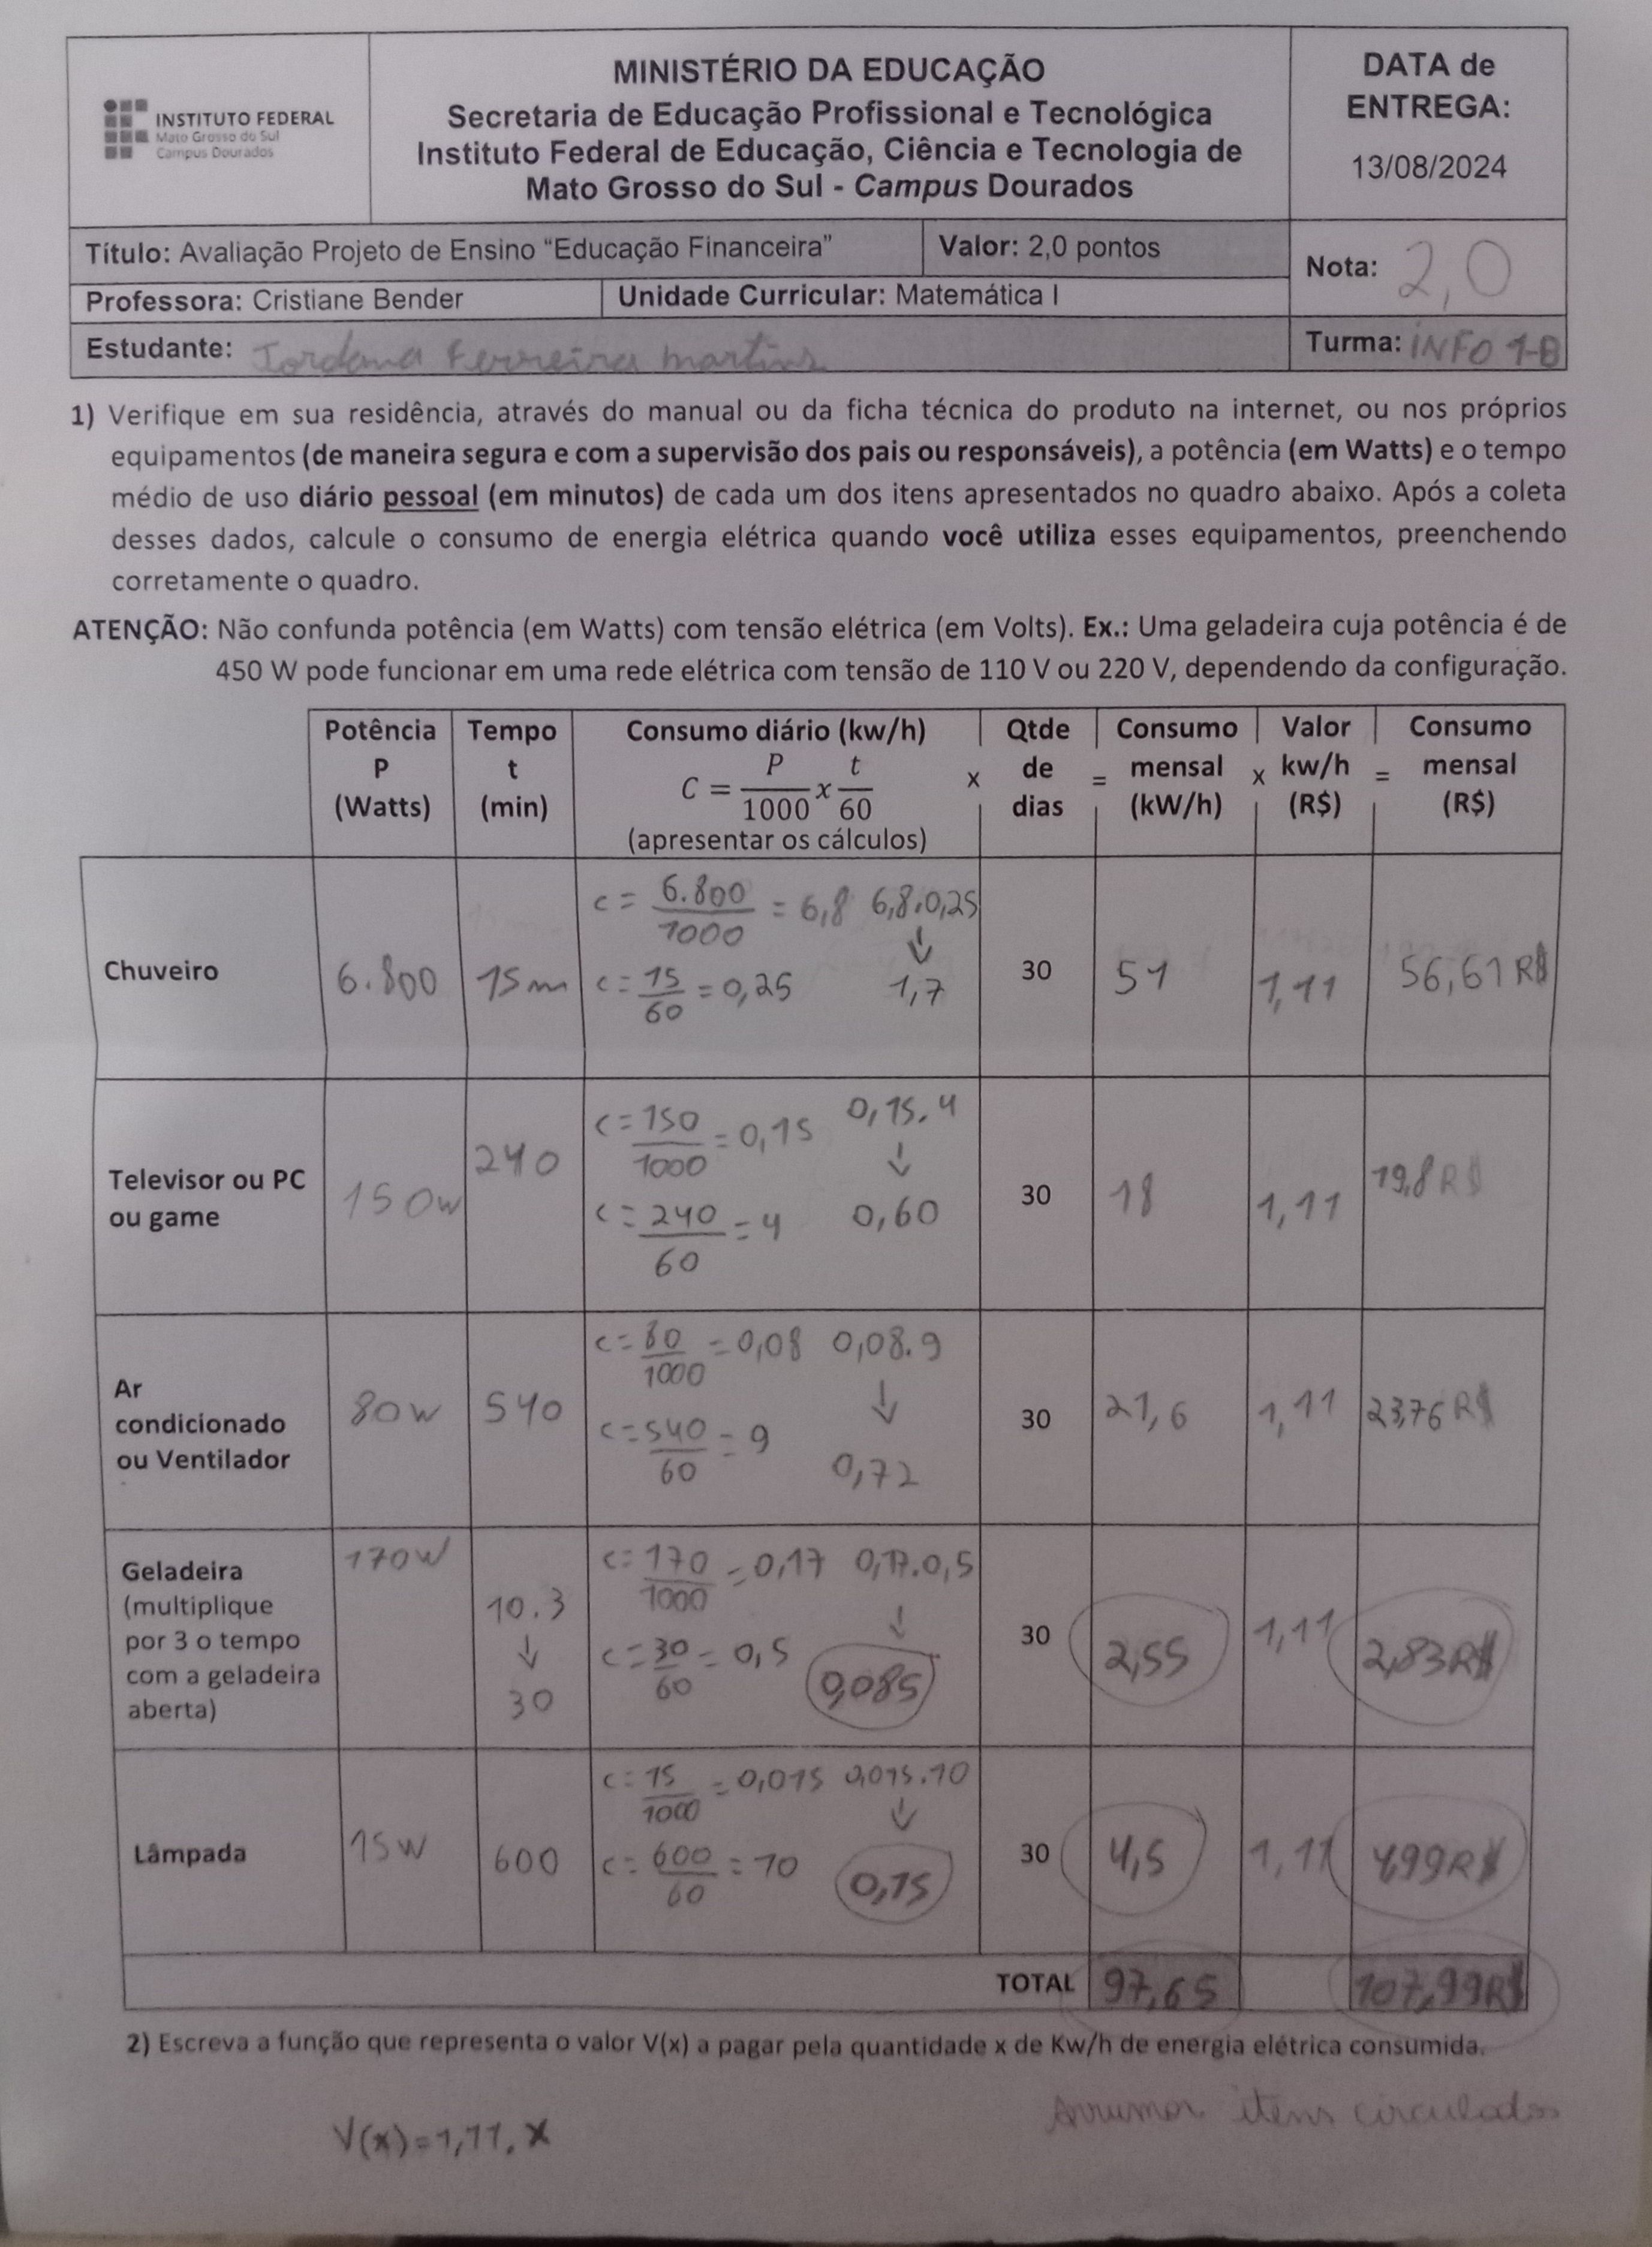 INSTITUTO FEDERAL
Mato Grosso do Sul
Campus Dourados
MINISTÉRIO DA EDUCAÇÃO
Secretaria de Educação Profissional e Tecnológica
Instituto Federal de Educação, Ciência e Tecnologia de
Mato Grosso do Sul - Campus Dourados
DATA de
ENTREGA:
13/08/2024
Título: Avaliação Projeto de Ensino “Educação Financeira”
Valor: 2,0 pontos
Nota: 2,0
Professora: Cristiane Bender
Unidade Curricular: Matemática I
Estudante: Jordana Ferreira martins
Turma: INFO 1-B
1) Verifique em sua residência, através do manual ou da ficha técnica do produto na internet, ou nos próprios
equipamentos (de maneira segura e com a supervisão dos pais ou responsáveis), a potência (em Watts) e o tempo
médio de uso diário pessoal (em minutos) de cada um dos itens apresentados no quadro abaixo. Após a coleta
desses dados, calcule o consumo de energia elétrica quando você utiliza esses equipamentos, preenchendo
corretamente o quadro.
ATENÇÃO: Não confunda potência (em Watts) com tensão elétrica (em Volts). Ex.: Uma geladeira cuja potência é de
450 W pode funcionar em uma rede elétrica com tensão de 110 V ou 220 V, dependendo da configuração.
Potência
P
(Watts)
Tempo
t
(min)
Consumo diário (kw/h)
C = P/1000 x t/60
(apresentar os cálculos)
x
Qtde
de
dias
=
Consumo
mensal
(kW/h)
x
Valor
kw/h
(R$)
=
Consumo
mensal
(R$)
Chuveiro
6.800
15m
c = 6.800/1000 = 6,8 6,8.0,25
↓
c = 15/60 = 0,25 1,7
30
51
1,11
56,61 R$
Televisor ou PC
ou game
150w
240
c = 150/1000 = 0,15 0,15.4
↓
c = 240/60 = 4 0,60
30
18
1,11
19,8 R$
Ar
condicionado
ou Ventilador
80w
540
c = 80/1000 = 0,08 0,08.9
↓
c = 540/60 = 9 0,72
30
21,6
1,11
23,76 R$
Geladeira
(multiplique
por 3 o tempo
com a geladeira
aberta)
170W
10.3
↓
30
c = 170/1000 = 0,17 0,17.0,5
↓
c = 30/60 = 0,5 0,085
30
2,55
1,11
2,83R$
Lâmpada
15W
600
c = 15/1000 = 0,015 0,015.10
↓
c = 600/60 = 10 0,15
30
4,5
1,11
4,99R$
TOTAL 97,65 107,99R$
2) Escreva a função que representa o valor V(x) a pagar pela quantidade x de Kw/h de energia elétrica consumida.
Arrumar itens circulados
V(x)=1,11.x